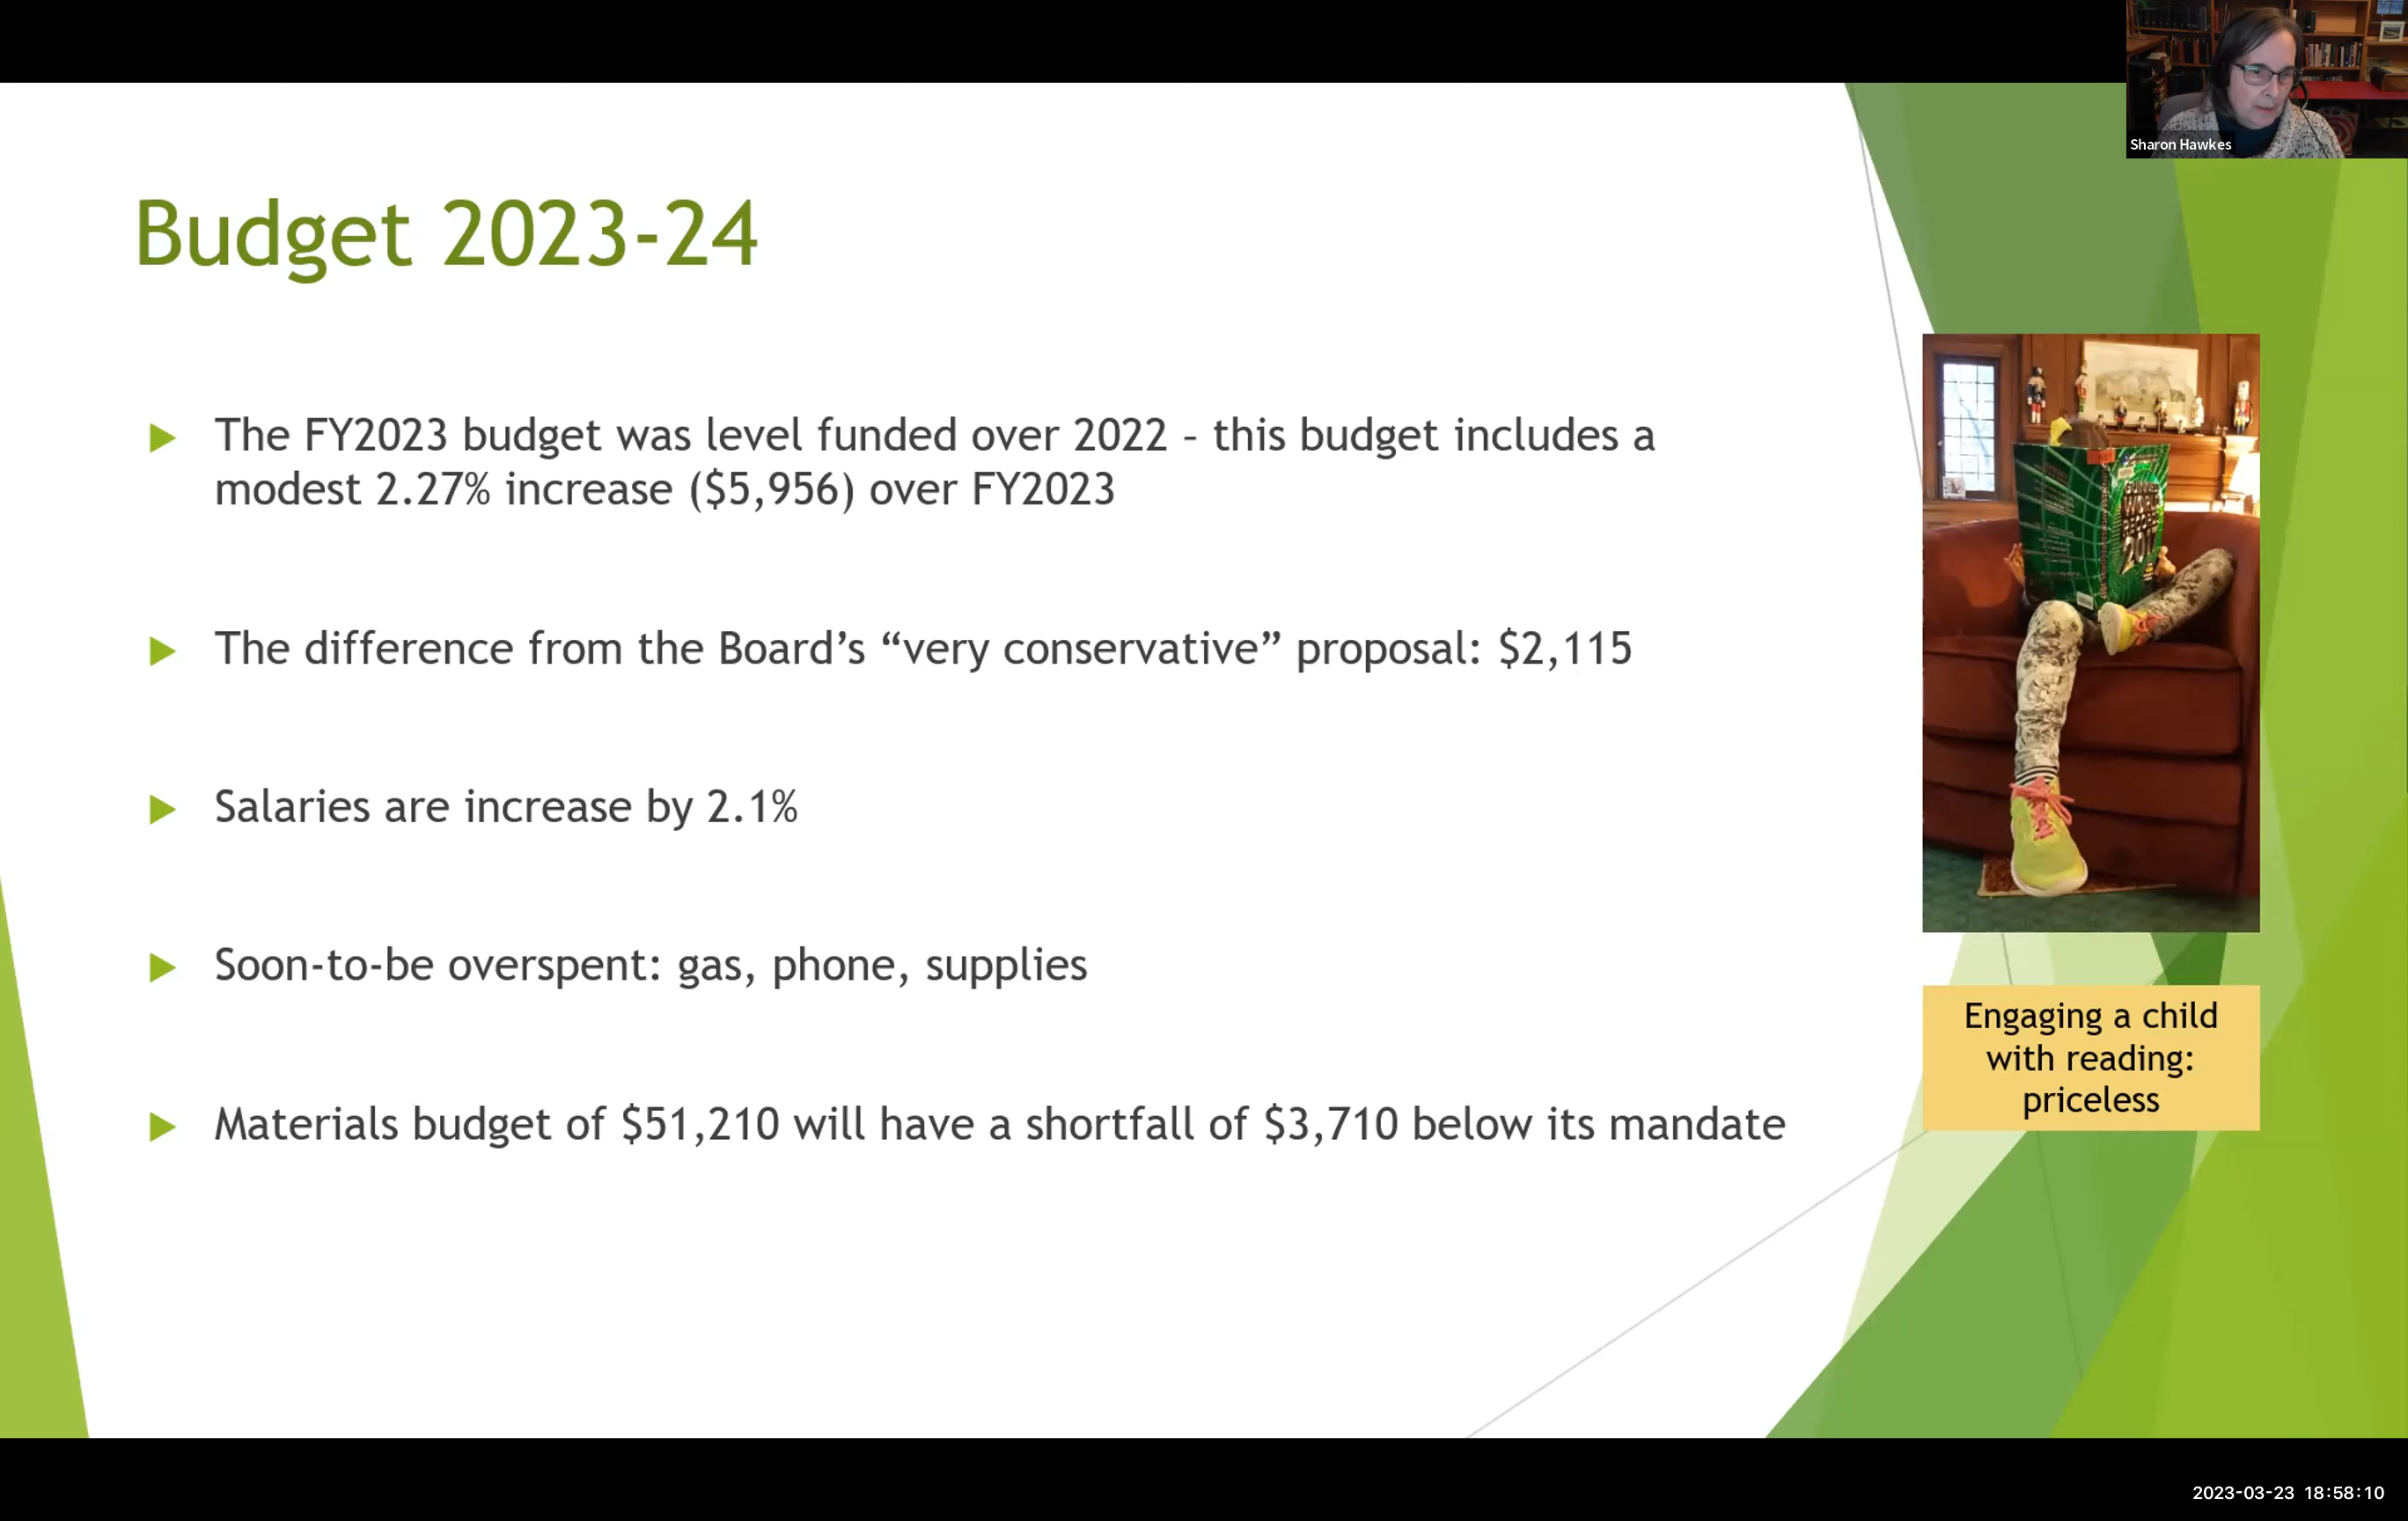 Sharon Hawkes
Budget 2023-24
The FY2023 budget was level funded over 2022 – this budget includes a
modest 2.27% increase ($5,956) over FY2023
The difference from the Board’s “very conservative” proposal: $2,115
Salaries are increase by 2.1%
Soon-to-be overspent: gas, phone, supplies
Materials budget of $51,210 will have a shortfall of $3,710 below its mandate
2017
Engaging a child
with reading:
priceless
2023-03-23 18:58:10